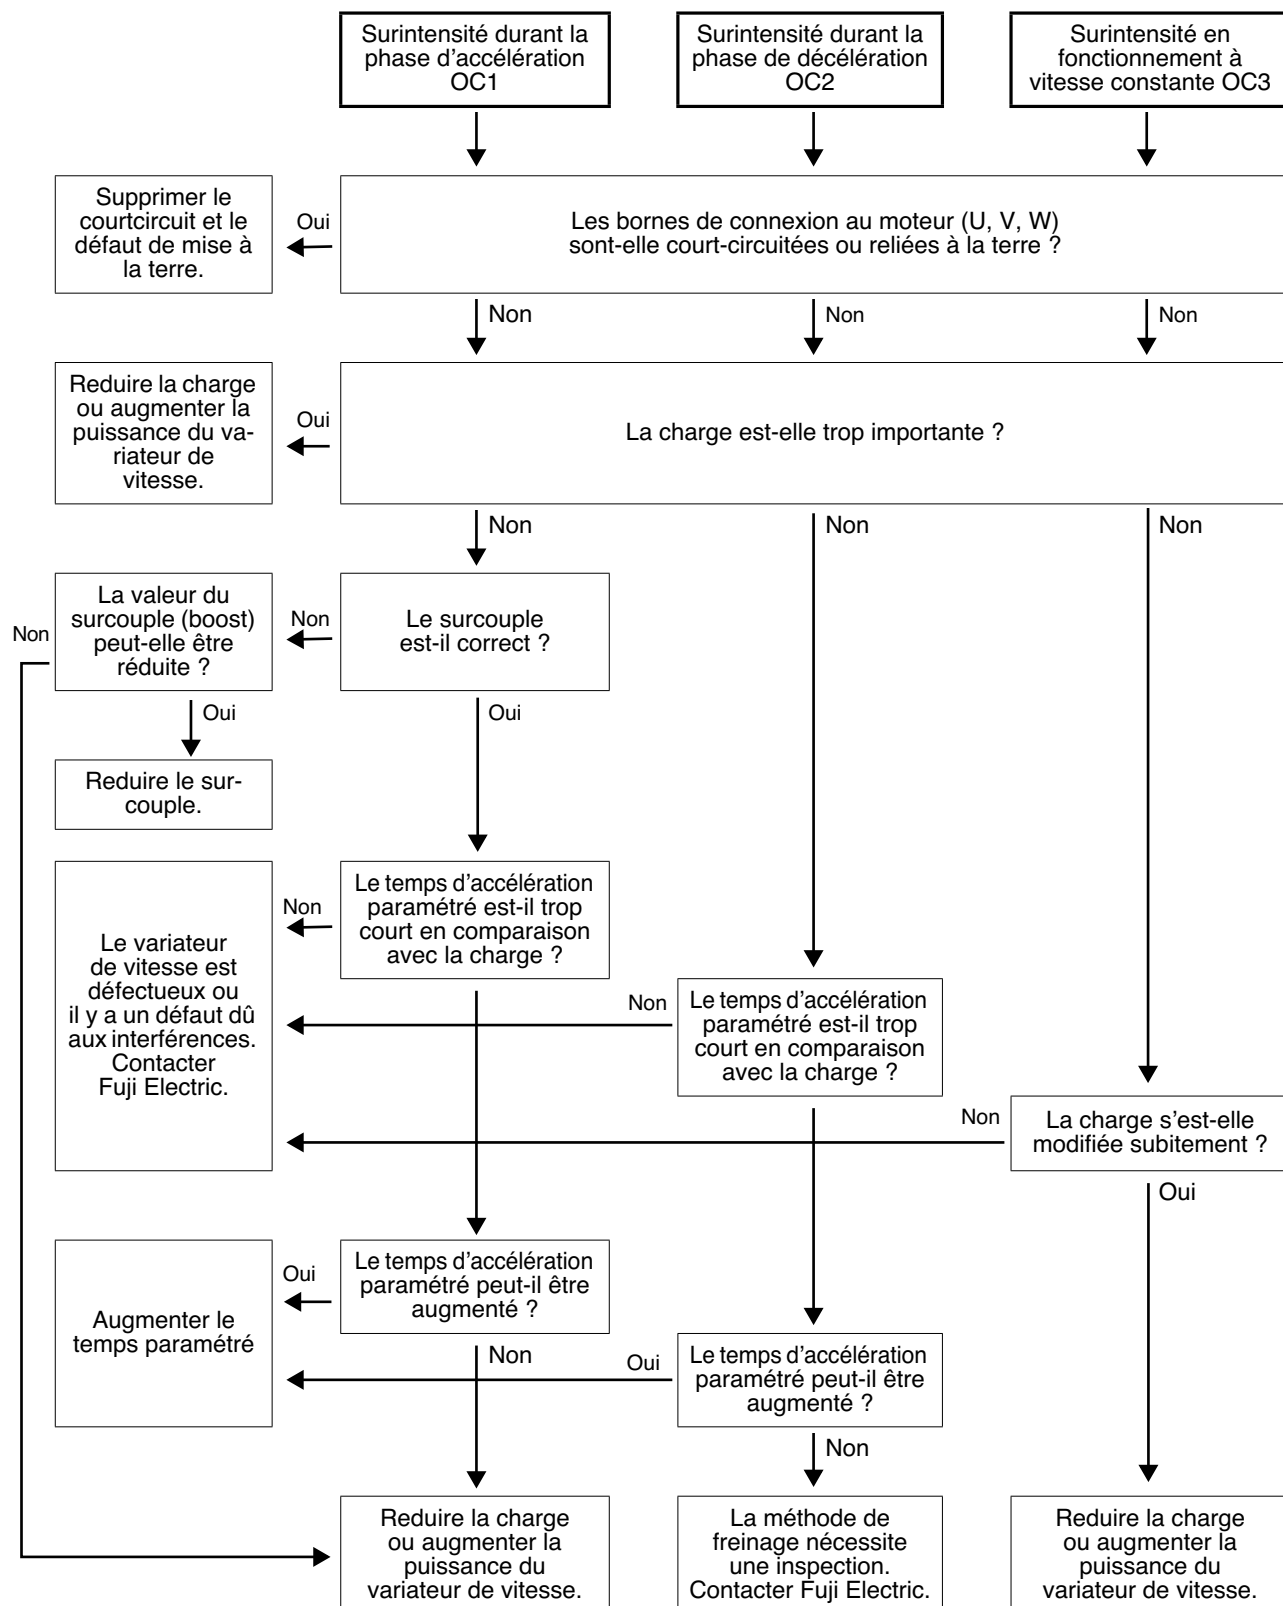 Surintensité durant la
phase d'accélération
OC1
Surintensité durant la
phase de décélération
OC2
Surintensité en
fonctionnement à
vitesse constante OC3
Supprimer le
courtcircuit et le
défaut de mise à
la terre.
Oui
Les bornes de connexion au moteur (U, V, W)
sont-elle court-circuitées ou reliées à la terre ?
Non
Non
Non
Reduire la charge
ou augmenter la
puissance du va-
riateur de
vitesse.
Oui
La charge est-elle trop importante ?
Non
Non
Non
Non
La valeur du
surcouple (boost)
peut-elle être
réduite ?
Non
Le surcouple
est-il correct ?
Oui
Oui
Reduire le sur-
couple.
Le variateur
de vitesse est
défectueux ou
il y a un défaut dû
aux interférences.
Contacter
Fuji Electric.
Non
Le temps d'accélération
paramétré est-il trop
court en comparaison
avec la charge ?
Non
Le temps d'accélération
paramétré est-il trop
court en comparaison
avec la charge ?
Non
La charge s'est-elle
modifiée subitement ?
Oui
Augmenter le
temps paramétré
Oui
Le temps d'accélération
paramétré peut-il être
augmenté ?
Non
Oui
Le temps d'accélération
paramétré peut-il être
augmenté ?
Non
Reduire la charge
ou augmenter la
puissance du
variateur de vitesse.
La méthode de
freinage nécessite
une inspection.
Contacter Fuji Electric.
Reduire la charge
ou augmenter la
puissance du
variateur de vitesse.